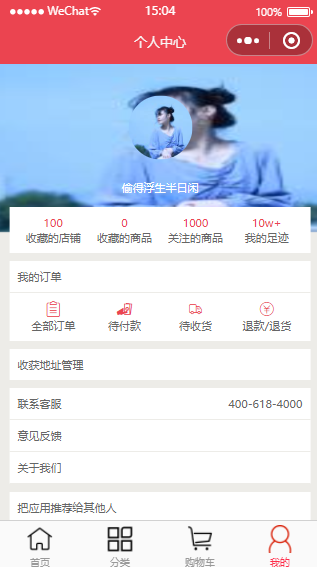 WeChat 15:04 100%
个人中心
偷得浮生半日闲
100 0 1000 10w+
收藏的店铺 收藏的商品 关注的商品 我的足迹
我的订单
全部订单 待付款 待收货 退款/退货
收获地址管理
联系客服 400-618-4000
意见反馈
关于我们
把应用推荐给其他人
首页 分类 购物车 我的